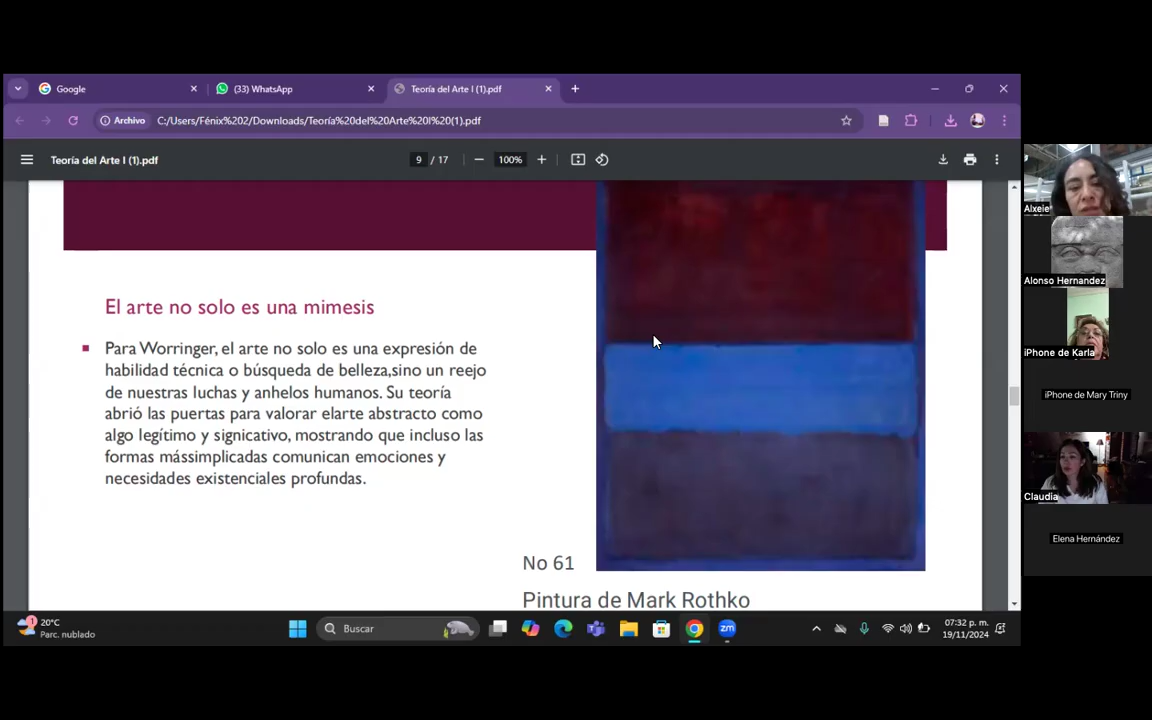 Google
(33) WhatsApp
Teoría del Arte I (1).pdf
Archivo
C:/Users/Fénix%202/Downloads/Teoría%20del%20Arte%20I%20(1).pdf
Teoría del Arte I (1).pdf
9 / 17
100%
El arte no solo es una mimesis
Para Worringer, el arte no solo es una expresión de
habilidad técnica o búsqueda de belleza,sino un reejo
de nuestras luchas y anhelos humanos. Su teoría
abrió las puertas para valorar elarte abstracto como
algo legítimo y signicativo, mostrando que incluso las
formas mássimplicadas comunican emociones y
necesidades existenciales profundas.
No 61
Pintura de Mark Rothko
Alxeie
Alonso Hernandez
iPhone de Karla
iPhone de Mary Triny
Claudia
Elena Hernández
1
20°C
Parc. nublado
Buscar
zm
07:32 p. m.
19/11/2024